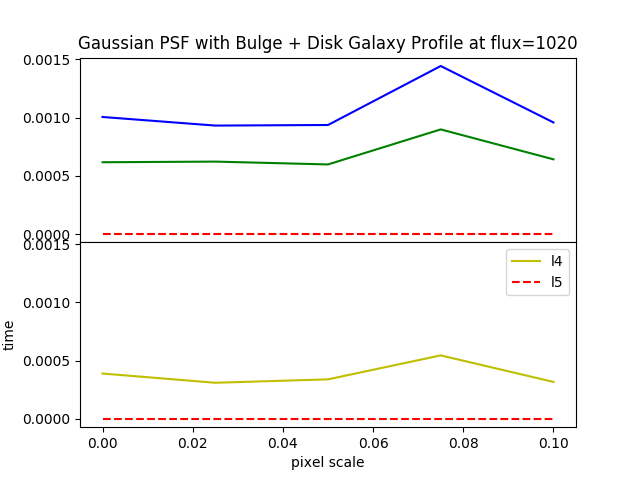 Gaussian PSF with Bulge + Disk Galaxy Profile at flux=1020
0.0015
0.0010
0.0005
0.0000
0.0015
0.0010
0.0005
0.0000
time
l4
l5
0.00 0.02 0.04 0.06 0.08 0.10
pixel scale